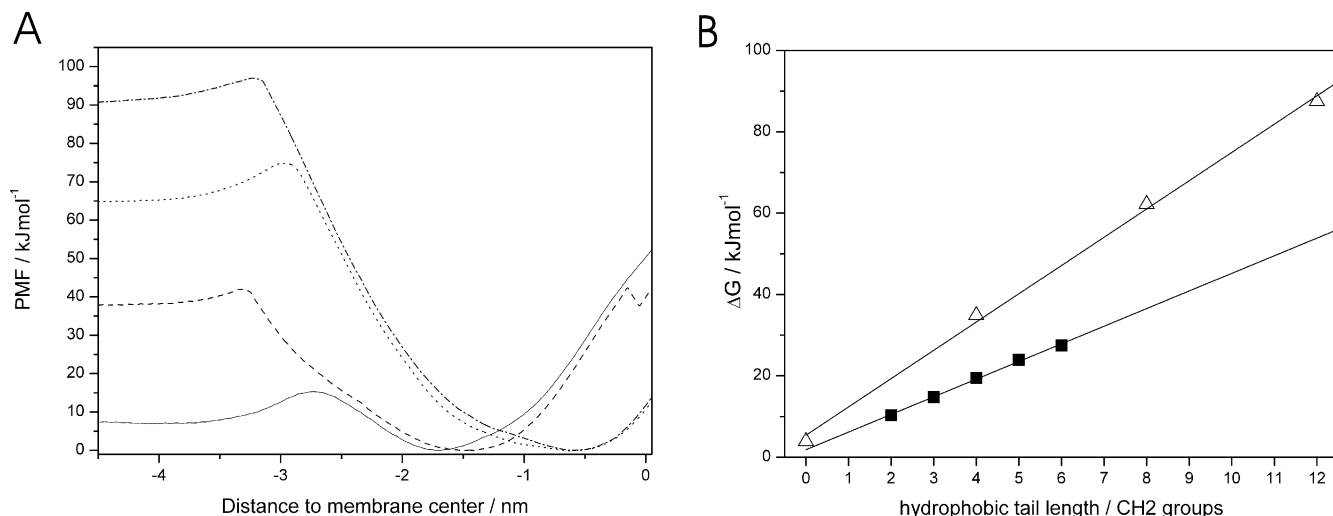 A
100
90
80
70
60
50
40
30
20
10
0
PMF / kJmol⁻¹
-4 -3 -2 -1 0
Distance to membrane center / nm
B
100
80
60
40
20
0
ΔG / kJmol⁻¹
0 1 2 3 4 5 6 7 8 9 10 11 12
hydrophobic tail length / CH2 groups